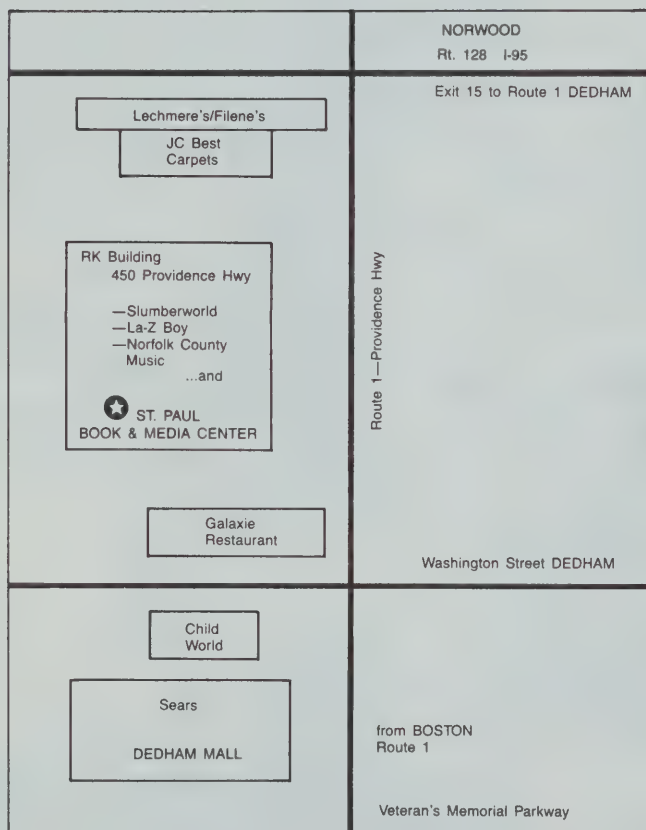 NORWOOD
Rt. 128 I-95
Exit 15 to Route 1 DEDHAM
Lechmere's/Filene's
JC Best
Carpets
RK Building
450 Providence Hwy
—Slumberworld
—La-Z Boy
—Norfolk County
Music
...and
ST. PAUL
BOOK & MEDIA CENTER
Route 1—Providence Hwy
Galaxie
Restaurant
Washington Street DEDHAM
Child
World
Sears
DEDHAM MALL
from BOSTON
Route 1
Veteran's Memorial Parkway